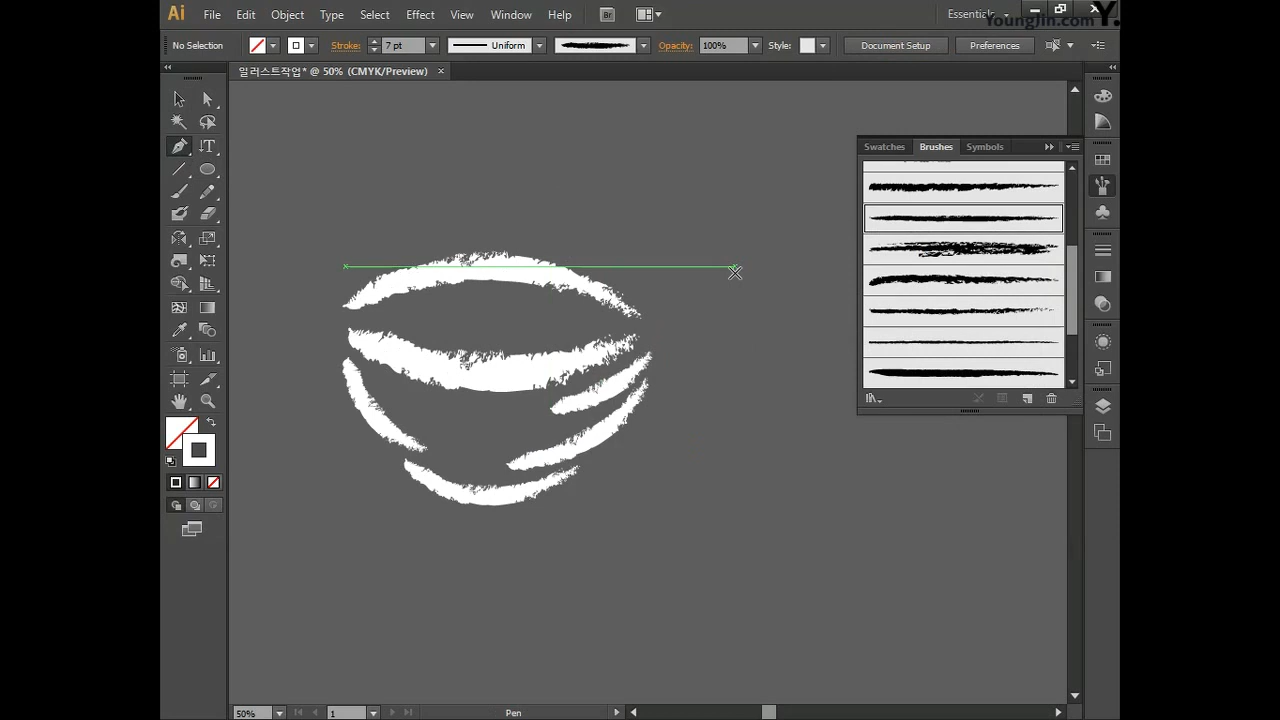 Ai File Edit Object Type Select Effect View Window Help Br Essentials
YoungJin.com Y.
No Selection Stroke: 7 pt Uniform Opacity: 100% Style: Document Setup Preferences
일러스트작업* @ 50% (CMYK/Preview)
Swatches Brushes Symbols
50% 1 Pen